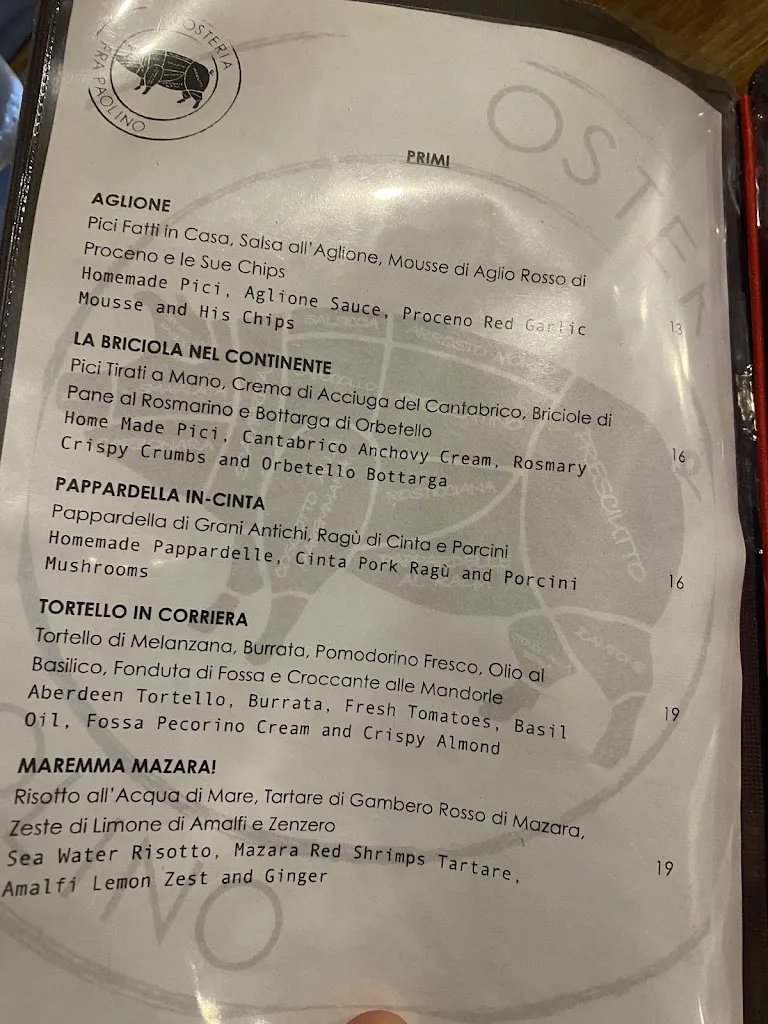 OSTERIA
FRA PAOLINO
OSTER
PRIMI
AGLIONE
Pici Fatti in Casa, Salsa all'Aglione, Mousse di Aglio Rosso di
Proceno e le Sue Chips
Homemade Pici, Aglione Sauce, Proceno Red Garlic
Mousse and His Chips
13
LA BRICIOLA NEL CONTINENTE
Pici Tirati a Mano, Crema di Acciuga del Cantabrico, Briciole di
Pane al Rosmarino e Bottarga di Orbetello
Home Made Pici, Cantabrico Anchovy Cream, Rosmary
Crispy Crumbs and Orbetello Bottarga
16
PAPPARDELLA IN-CINTA
Pappardella di Grani Antichi, Ragù di Cinta e Porcini
Homemade Pappardelle, Cinta Pork Ragù and Porcini
Mushrooms
16
TORTELLO IN CORRIERA
Tortello di Melanzana, Burrata, Pomodorino Fresco, Olio al
Basilico, Fonduta di Fossa e Croccante alle Mandorle
Aberdeen Tortello, Burrata, Fresh Tomatoes, Basil
Oil, Fossa Pecorino Cream and Crispy Almond
19
MAREMMA MAZARA!
Risotto all'Acqua di Mare, Tartare di Gambero Rosso di Mazara,
Zeste di Limone di Amalfi e Zenzero
Sea Water Risotto, Mazara Red Shrimps Tartare,
Amalfi Lemon Zest and Ginger
19